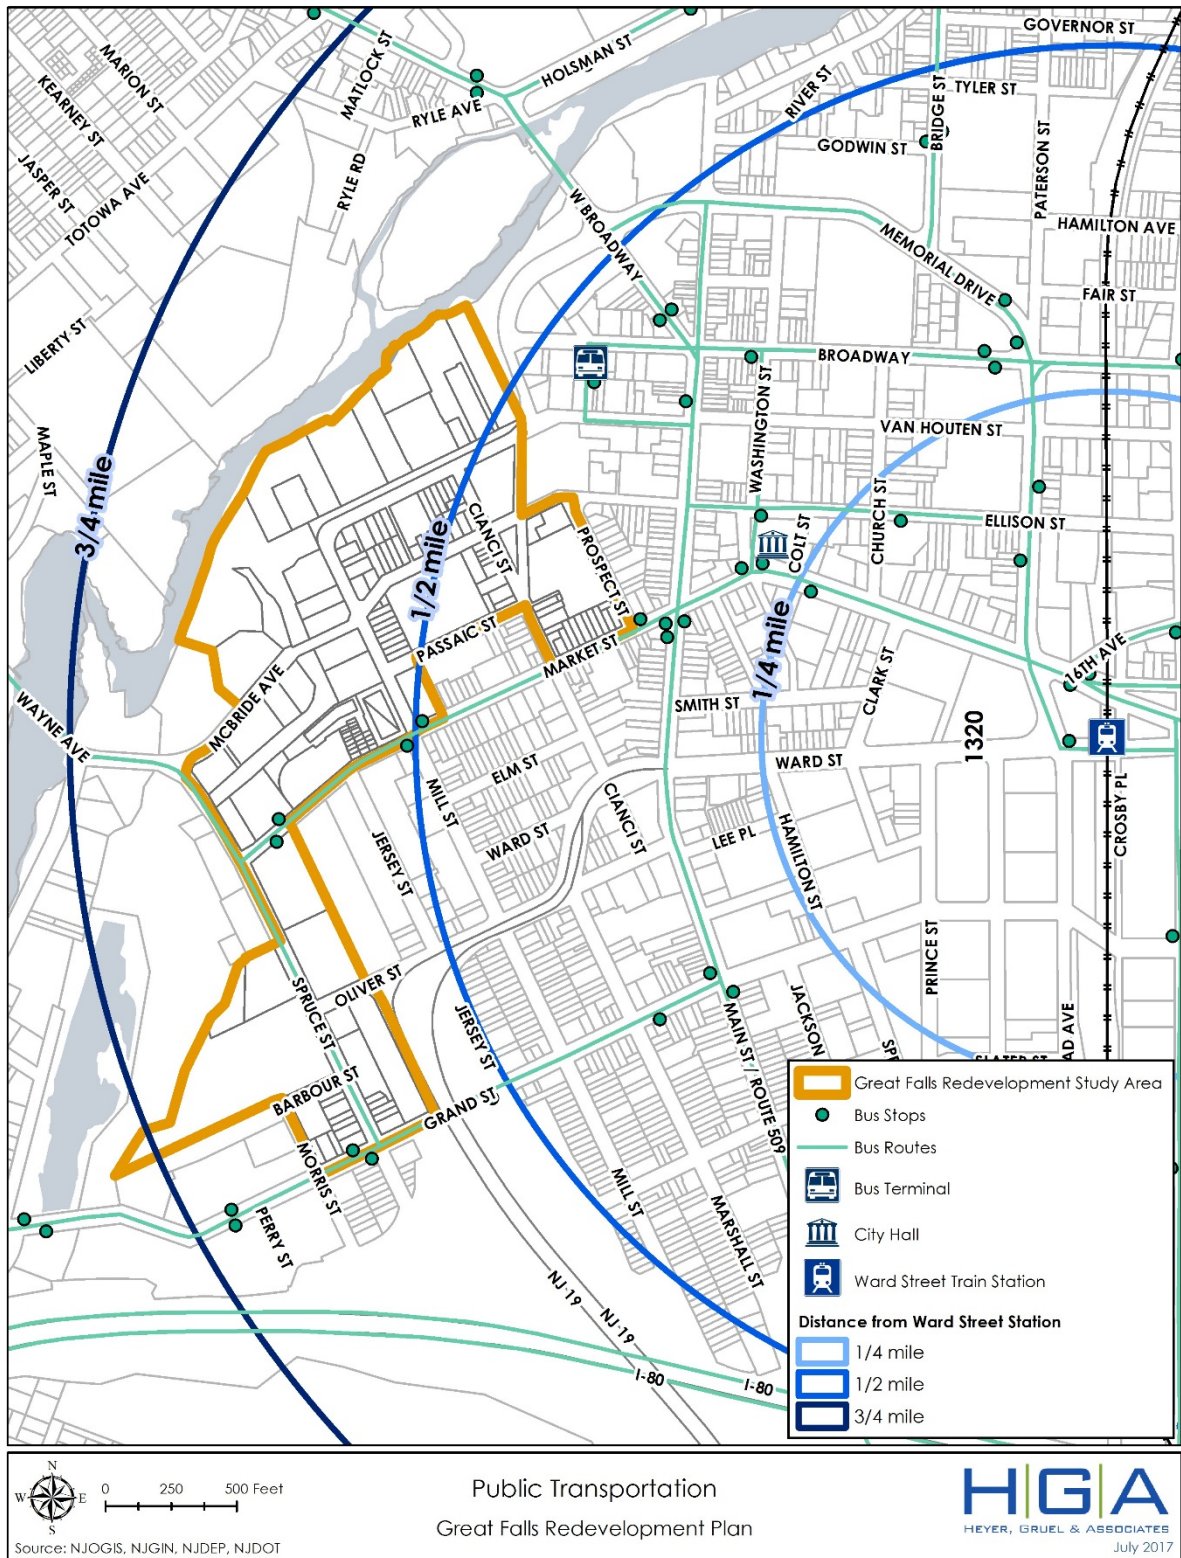 GOVERNOR ST
MARION ST
MATLOCK ST
HOLSMAN ST
KEARNEY ST
RYLE AVE
RIVER ST
BRIDGE ST
TYLER ST
GODWIN ST
PATERSON ST
JASPER ST
TOTOWA AVE
RYLE RD
W BROADWAY
HAMILTON AVE
MEMORIAL DRIVE
FAIR ST
LIBERTY ST
BROADWAY
WASHINGTON ST
VAN HOUTEN ST
MAPLE ST
3/4 mile
CIANCI ST
CHURCH ST
ELLISON ST
COLT ST
1/2 mile
PROSPECT ST
PASSAIC ST
MARKET ST
1/4 mile
CLARK ST
16TH AVE
MCBRIDE AVE
WAYNE AVE
SMITH ST
1320
ELM ST
WARD ST
MILL ST
CIANCI ST
CROSBY PL
JERSEY ST
WARD ST
LEE PL
HAMILTON ST
PRINCE ST
OLIVER ST
SPRUCE ST
JERSEY ST
MAIN ST / ROUTE 509
JACKSON
SPR
SLATER ST
AD AVE
BARBOUR ST
GRAND ST
MORRIS ST
PERRY ST
MILL ST
MARSHALL ST
NJ 19
NJ 19
I-80
I-80
Great Falls Redevelopment Study Area
Bus Stops
Bus Routes
Bus Terminal
City Hall
Ward Street Train Station
Distance from Ward Street Station
1/4 mile
1/2 mile
3/4 mile
N
W E
S
0 250 500 Feet
Source: NJOGIS, NJGIN, NJDEP, NJDOT
Public Transportation
Great Falls Redevelopment Plan
H|G|A
HEYER, GRUEL & ASSOCIATES
July 2017